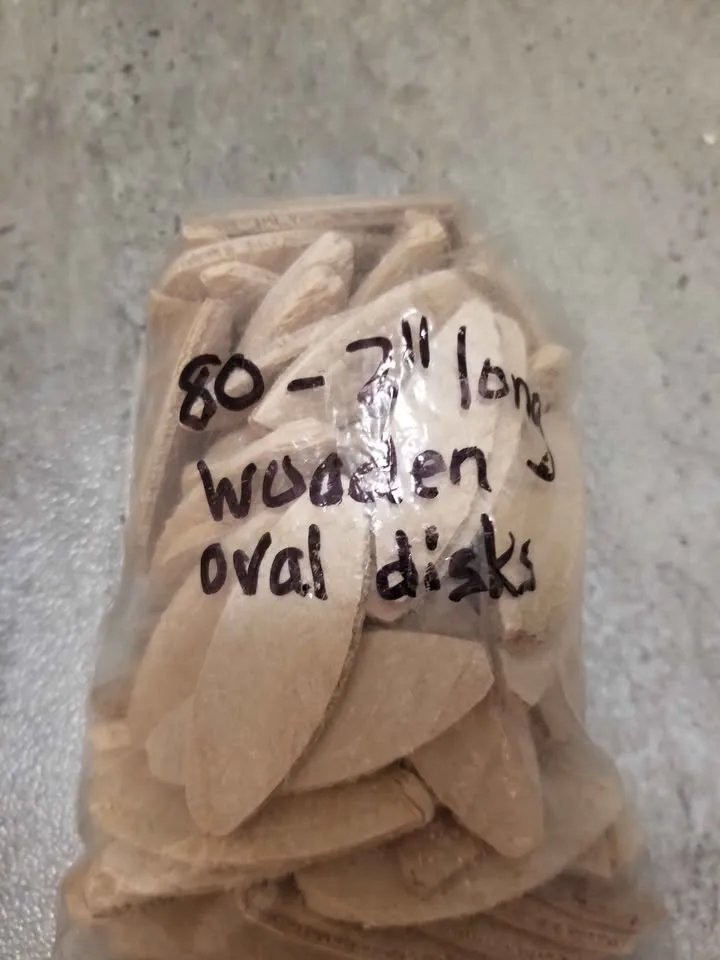 80 - 2" long
wooden
oval disks